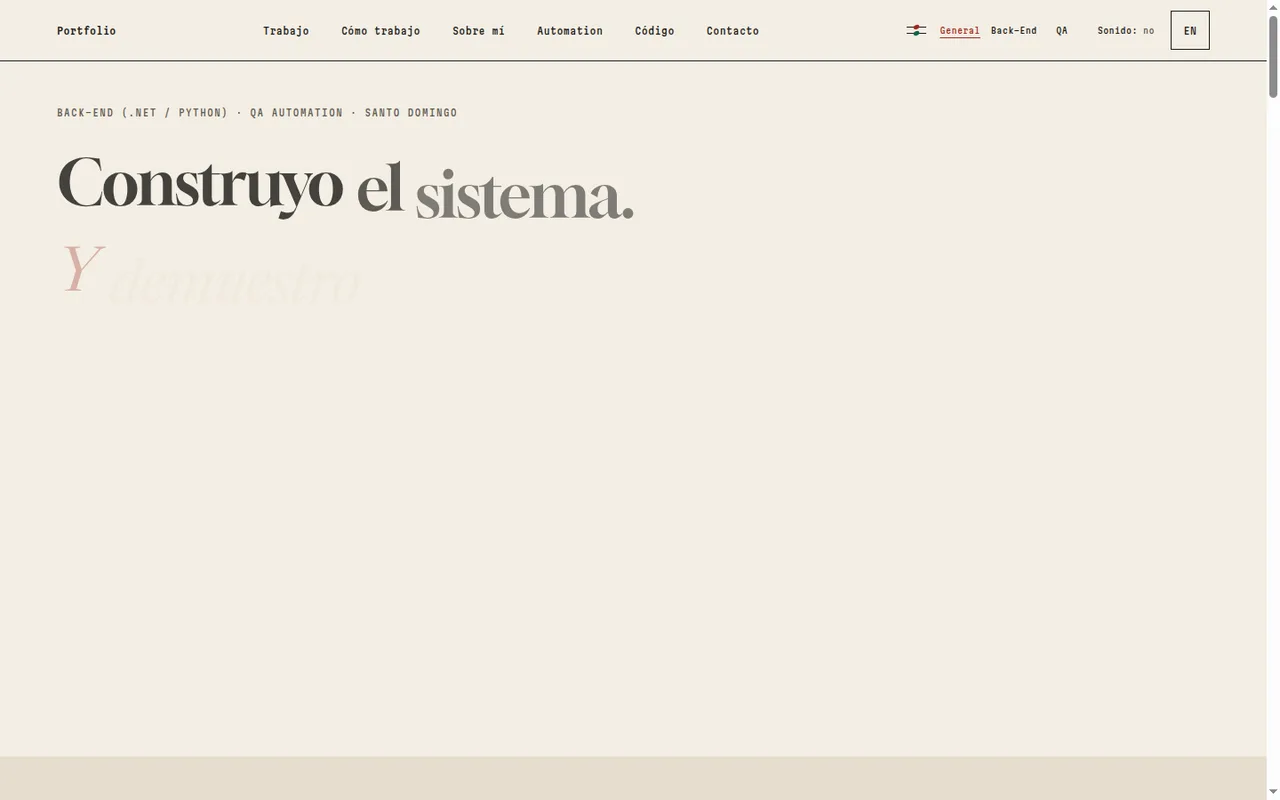 Portfolio Trabajo Cómo trabajo Sobre mí Automation Código Contacto General Back-End QA Sonido: no EN
BACK-END (.NET / PYTHON) · QA AUTOMATION · SANTO DOMINGO
Construyo el sistema.
Y demuestro